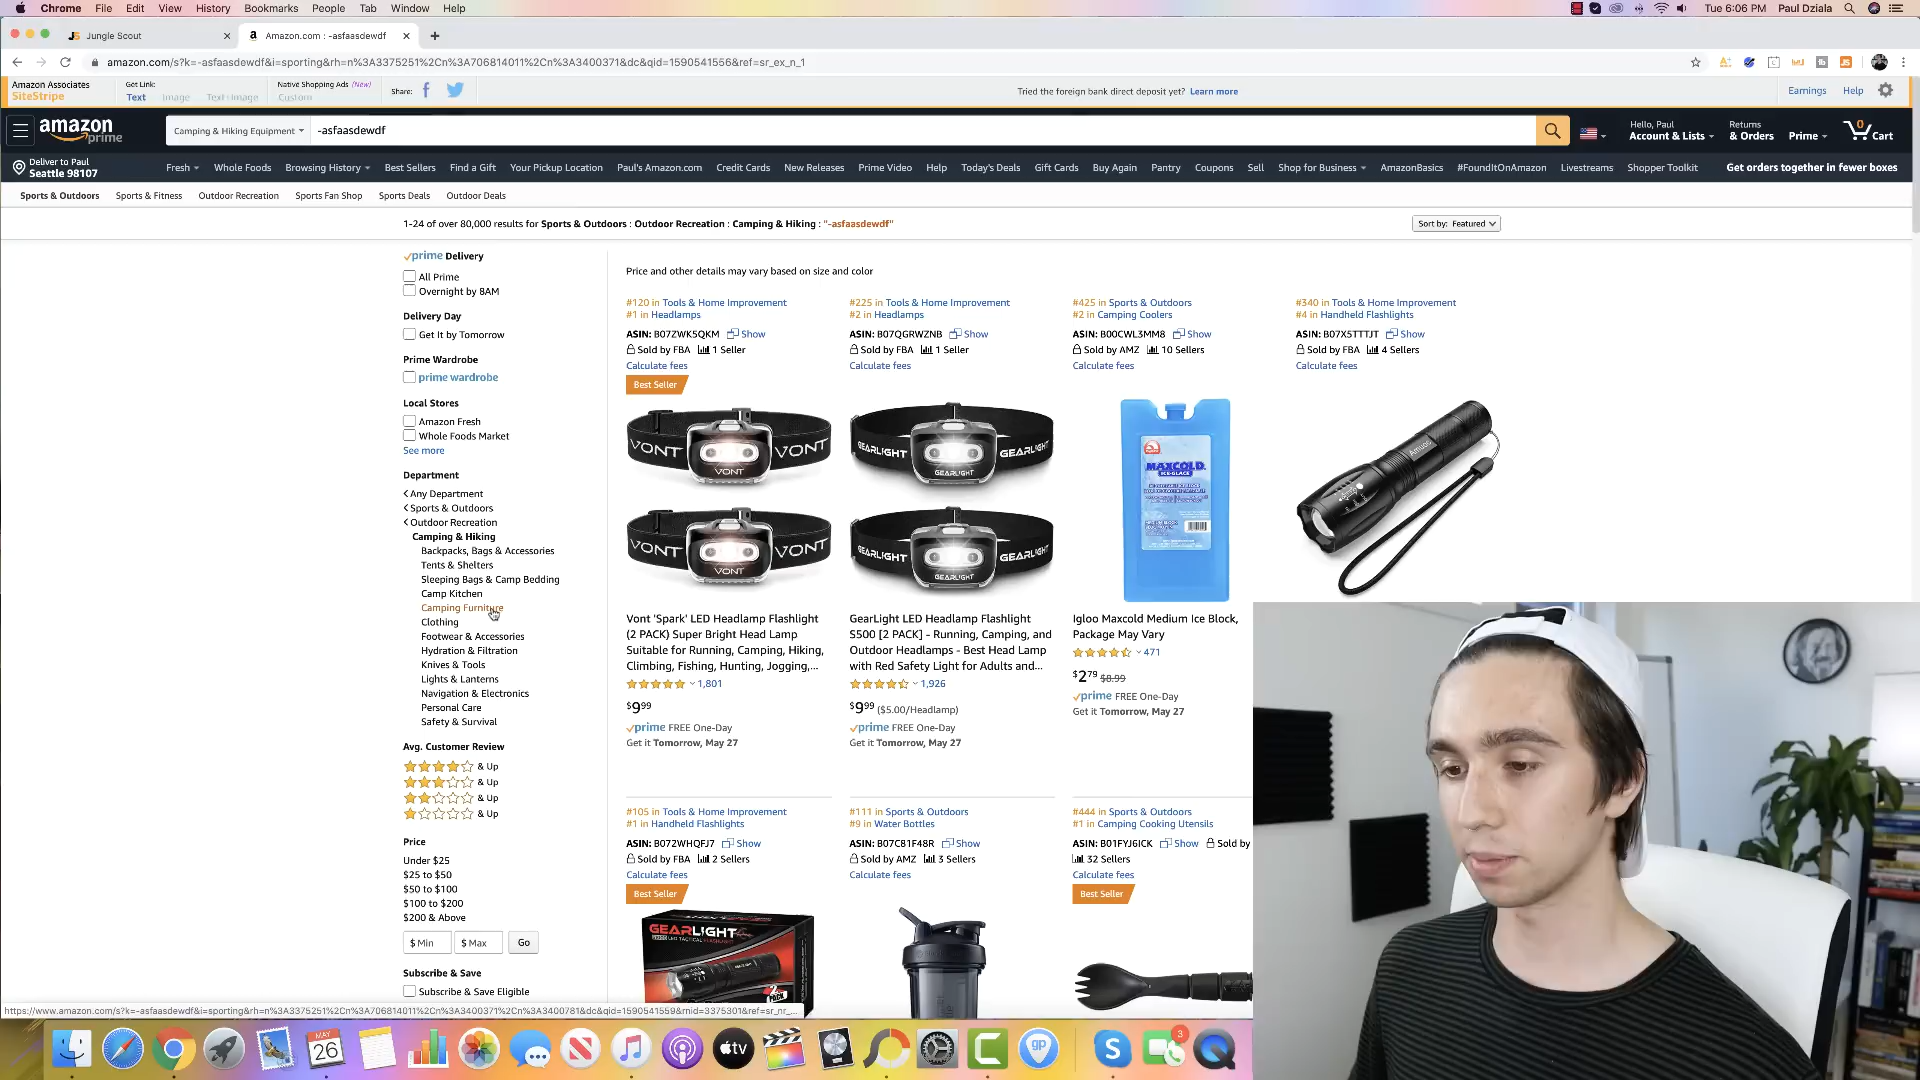 Chrome File Edit View History Bookmarks People Tab Window Help Tue 6:06 PM Paul Dziala
Jungle Scout
Amazon.com : -asfaasdewdf
amazon.com/s?k=-asfaasdewdf&i=sporting&rh=n%3A3375251%2Cn%3A706814011%2Cn%3A3400371&dc&qid=1590541556&ref=sr_ex_n_1
Amazon Associates
SiteStripe
Get Link:
Text Image Text+Image
Native Shopping Ads (New)
Custom
Share:
Tried the foreign bank direct deposit yet? Learn more
Earnings Help
amazon prime
Camping & Hiking Equipment
-asfaasdewdf
Hello, Paul
Account & Lists
Returns
& Orders
Prime
0
Cart
Deliver to Paul
Seattle 98107
Fresh Whole Foods Browsing History Best Sellers Find a Gift Your Pickup Location Paul's Amazon.com Credit Cards New Releases Prime Video Help Today's Deals Gift Cards Buy Again Pantry Coupons Sell Shop for Business AmazonBasics #FoundItOnAmazon Livestreams Shopper Toolkit Get orders together in fewer boxes
Sports & Outdoors Sports & Fitness Outdoor Recreation Sports Fan Shop Sports Deals Outdoor Deals
1-24 of over 80,000 results for Sports & Outdoors : Outdoor Recreation : Camping & Hiking : "-asfaasdewdf"
Sort by: Featured
prime Delivery
All Prime
Overnight by 8AM
Delivery Day
Get It by Tomorrow
Prime Wardrobe
prime wardrobe
Local Stores
Amazon Fresh
Whole Foods Market
See more
Department
Any Department
Sports & Outdoors
Outdoor Recreation
Camping & Hiking
Backpacks, Bags & Accessories
Tents & Shelters
Sleeping Bags & Camp Bedding
Camp Kitchen
Camping Furniture
Clothing
Footwear & Accessories
Hydration & Filtration
Knives & Tools
Lights & Lanterns
Navigation & Electronics
Personal Care
Safety & Survival
Avg. Customer Review
& Up
& Up
& Up
& Up
Price
Under $25
$25 to $50
$50 to $100
$100 to $200
$200 & Above
$ Min $ Max Go
Subscribe & Save
Subscribe & Save Eligible
Price and other details may vary based on size and color
#120 in Tools & Home Improvement
#1 in Headlamps
ASIN: B07ZWK5QKM Show
Sold by FBA 1 Seller
Calculate fees
Best Seller
VONT VONT
VONT
VONT VONT
VONT
Vont 'Spark' LED Headlamp Flashlight
(2 PACK) Super Bright Head Lamp
Suitable for Running, Camping, Hiking,
Climbing, Fishing, Hunting, Jogging,...
1,801
$9.99
prime FREE One-Day
Get it Tomorrow, May 27
#225 in Tools & Home Improvement
#2 in Headlamps
ASIN: B07QGRWZNB Show
Sold by FBA 1 Seller
Calculate fees
GEARLIGHT GEARLIGHT
GEARLIGHT
GEARLIGHT GEARLIGHT
GEARLIGHT
GearLight LED Headlamp Flashlight
S500 [2 PACK] - Running, Camping, and
Outdoor Headlamps - Best Head Lamp
with Red Safety Light for Adults and...
1,926
$9.99 ($5.00/Headlamp)
prime FREE One-Day
Get it Tomorrow, May 27
#425 in Sports & Outdoors
#2 in Camping Coolers
ASIN: B00CWL3MM8 Show
Sold by AMZ 10 Sellers
Calculate fees
MAXCOLD
Igloo Maxcold Medium Ice Block,
Package May Vary
471
$2.79 $8.99
prime FREE One-Day
Get it Tomorrow, May 27
#340 in Tools & Home Improvement
#4 in Handheld Flashlights
ASIN: B07X5TTTJT Show
Sold by FBA 4 Sellers
Calculate fees
#105 in Tools & Home Improvement
#1 in Handheld Flashlights
ASIN: B072WHQFJ7 Show
Sold by FBA 2 Sellers
Calculate fees
Best Seller
GEARLIGHT
#111 in Sports & Outdoors
#9 in Water Bottles
ASIN: B07C81F48R Show
Sold by AMZ 3 Sellers
Calculate fees
#444 in Sports & Outdoors
#1 in Camping Cooking Utensils
ASIN: B01FYJ6ICK Show Sold by
32 Sellers
Calculate fees
Best Seller
https://www.amazon.com/s?k=-asfaasdewdf&i=sporting&rh=n%3A3375251%2Cn%3A706814011%2Cn%3A3400371%2Cn%3A3400781&dc&qid=1590541559&rnid=3375301&ref=sr_nr_...
MAY
26
tv
gp
3